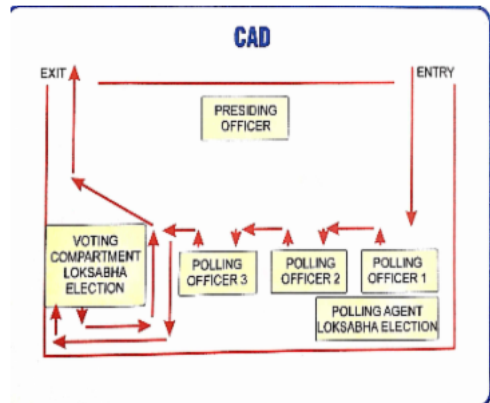 CAD
EXIT
ENTRY
PRESIDING
OFFICER
VOTING
COMPARTMENT
LOKSABHA
ELECTION
POLLING
OFFICER 3
POLLING
OFFICER 2
POLLING
OFFICER 1
POLLING AGENT
LOKSABHA ELECTION